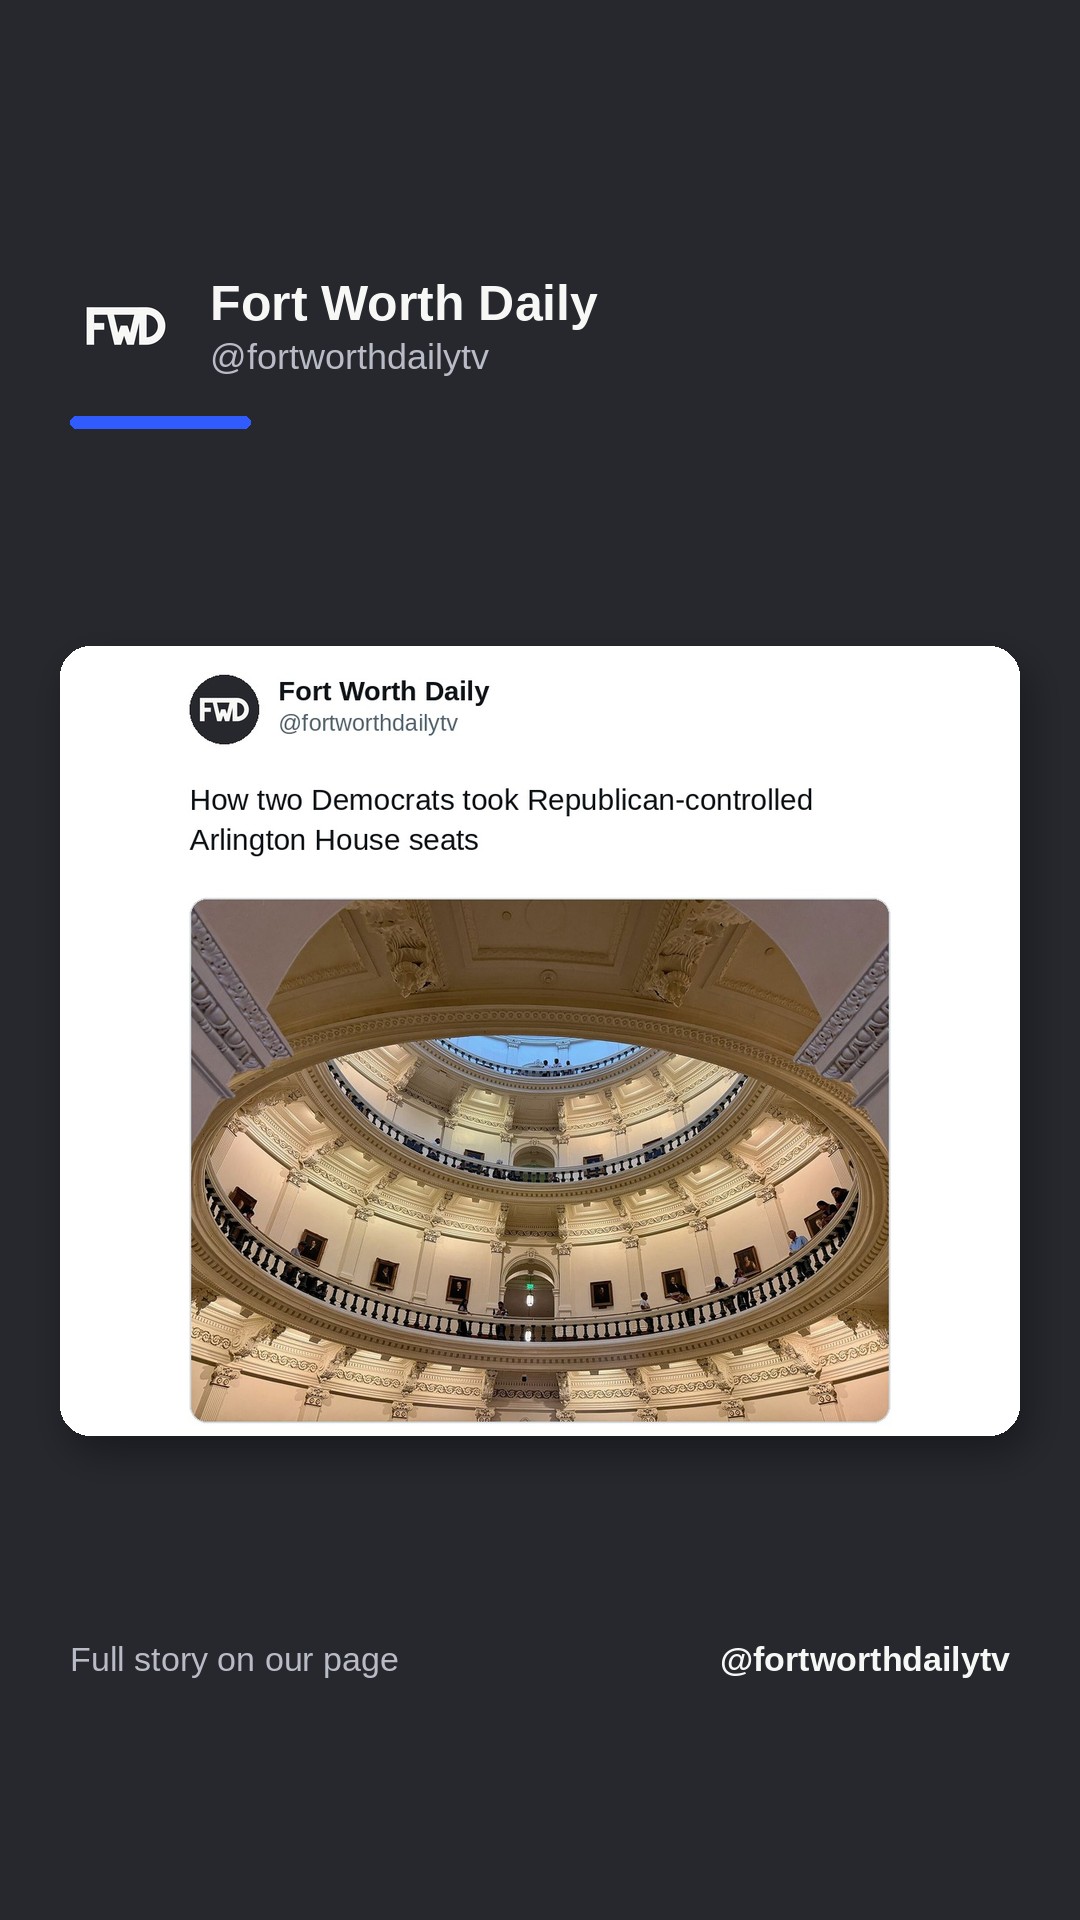 FWD
Fort Worth Daily
@fortworthdailytv
FWD
Fort Worth Daily
@fortworthdailytv
How two Democrats took Republican-controlled
Arlington House seats
Full story on our page
@fortworthdailytv